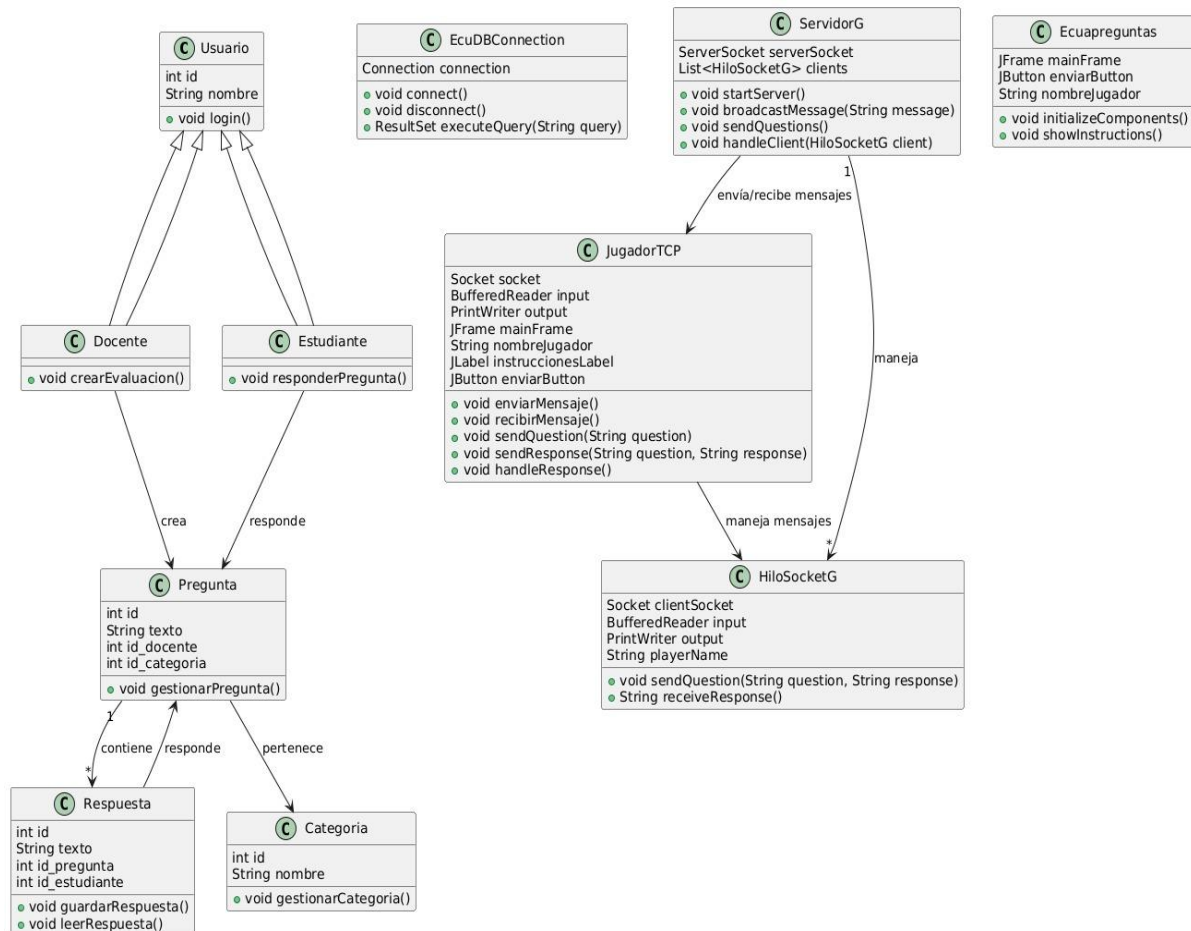 C Usuario
int id
String nombre
void login()
C EcuDBConnection
Connection connection
void connect()
void disconnect()
ResultSet executeQuery(String query)
C ServidorG
ServerSocket serverSocket
List<HiloSocketG> clients
void startServer()
void broadcastMessage(String message)
void sendQuestions()
void handleClient(HiloSocketG client)
C Ecuapreguntas
JFrame mainFrame
JButton enviarButton
String nombreJugador
void initializeComponents()
void showInstructions()
1
envía/recibe mensajes
C JugadorTCP
Socket socket
BufferedReader input
PrintWriter output
JFrame mainFrame
String nombreJugador
JLabel instruccionesLabel
JButton enviarButton
void enviarMensaje()
void recibirMensaje()
void sendQuestion(String question)
void sendResponse(String question, String response)
void handleResponse()
maneja
C Docente
void crearEvaluacion()
C Estudiante
void responderPregunta()
crea
responde
maneja mensajes
*
C Pregunta
int id
String texto
int id_docente
int id_categoria
void gestionarPregunta()
C HiloSocketG
Socket clientSocket
BufferedReader input
PrintWriter output
String playerName
void sendQuestion(String question, String response)
String receiveResponse()
1
contiene
responde
pertenece
*
C Respuesta
int id
String texto
int id_pregunta
int id_estudiante
void guardarRespuesta()
void leerRespuesta()
C Categoria
int id
String nombre
void gestionarCategoria()